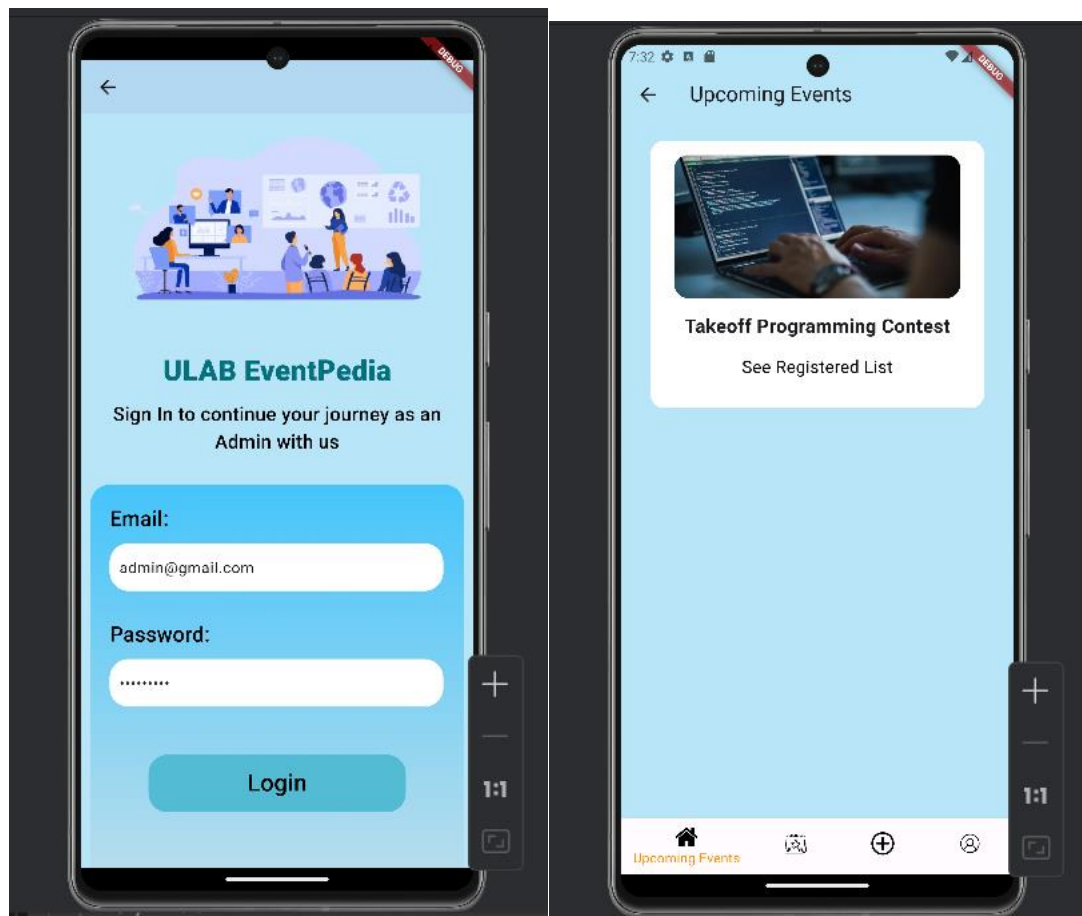 DEBUG
ULAB EventPedia
Sign In to continue your journey as an
Admin with us
Email:
admin@gmail.com
Password:
•••••••••
Login
1:1
7:32
DEBUG
Upcoming Events
Takeoff Programming Contest
See Registered List
Upcoming Events
1:1